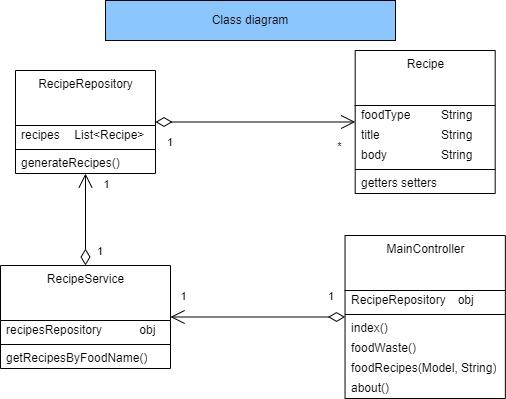 Class diagram
RecipeRepository
recipes List<Recipe>
generateRecipes()
1
*
Recipe
foodType String
title String
body String
getters setters
1
1
RecipeService
recipesRepository obj
getRecipesByFoodName()
1
1
MainController
RecipeRepository obj
index()
foodWaste()
foodRecipes(Model, String)
about()